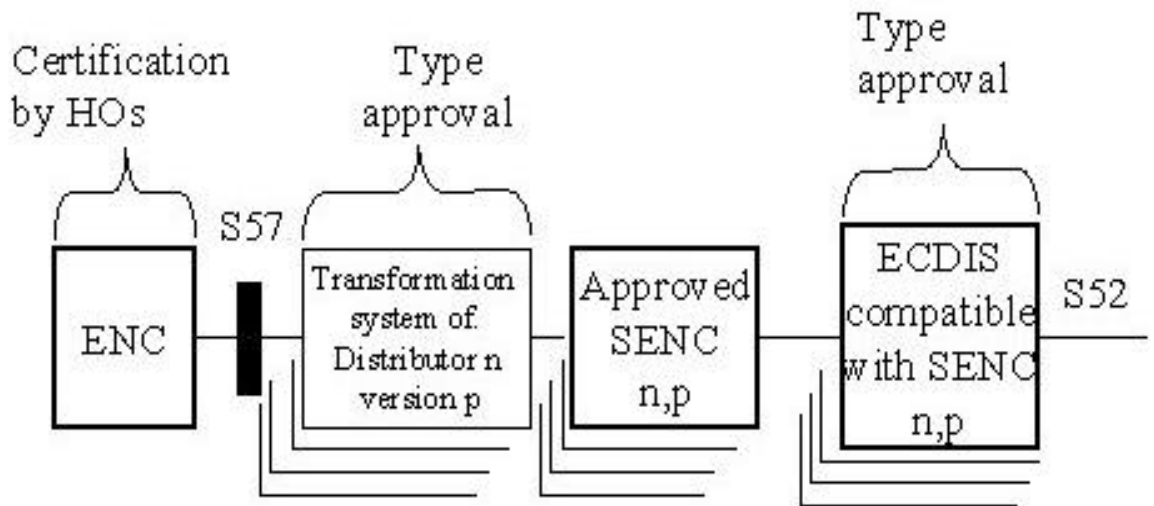 Certification
by HOs
Type
approval
Type
approval
S57
ENC
Transformation
system of.
Distributor n
version p
Approved
SENC
n,p
ECDIS
compatible
with SENC
n,p
S52